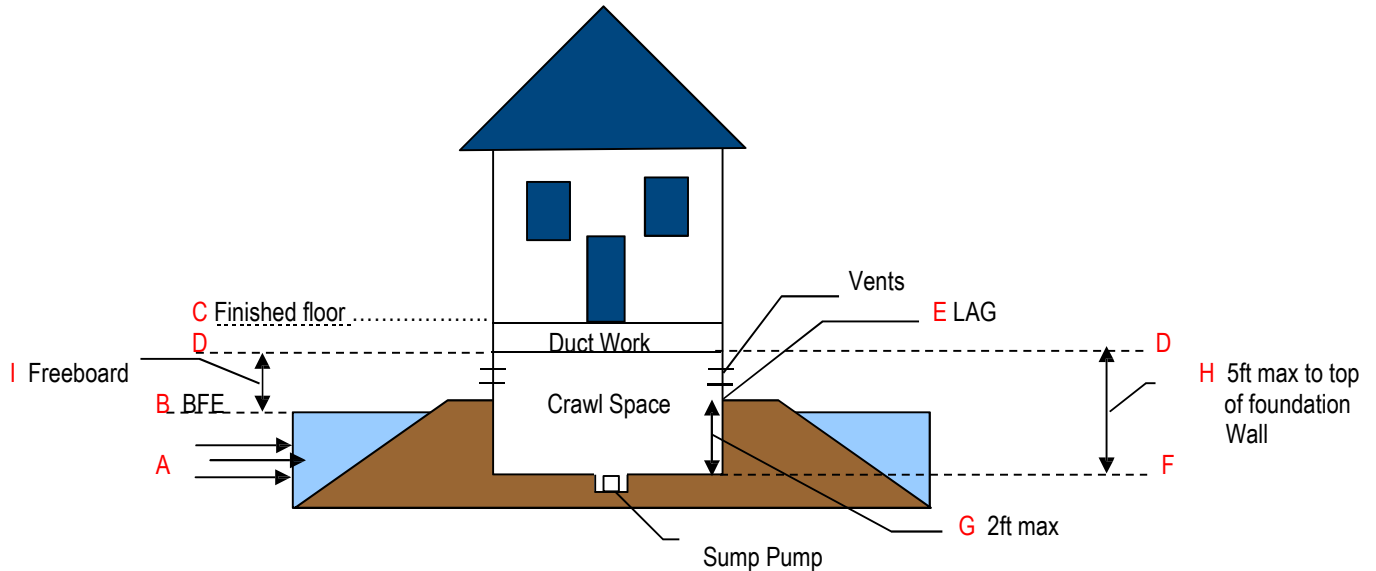 Vents
C Finished floor ....................
E LAG
D
Duct Work
D
I Freeboard
H 5ft max to top
of foundation
Wall
B BFE
Crawl Space
A
F
G 2ft max
Sump Pump